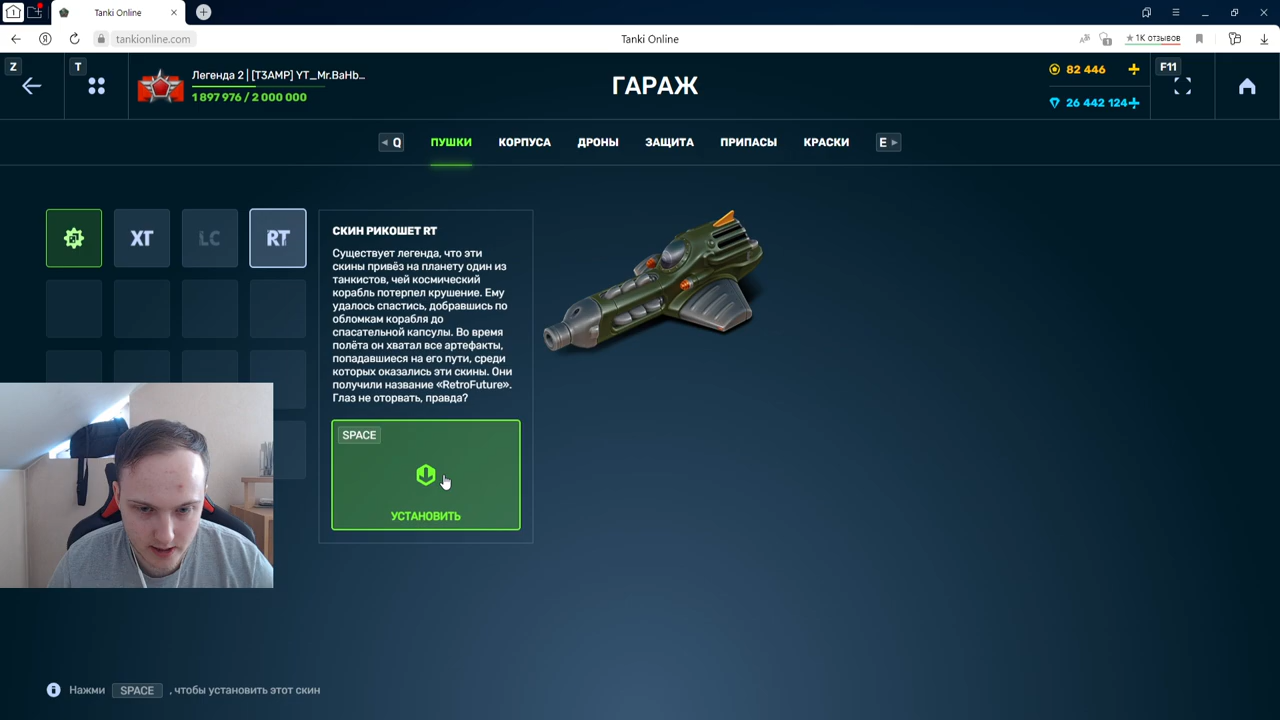 Tanki Online
tankionline.com
Tanki Online
1K отзывов
Z
T
Легенда 2 | [T3AMP] YT_Mr.BaHb...
1 897 976 / 2 000 000
ГАРАЖ
82 446
26 442 124
F11
Q
ПУШКИ
КОРПУСА
ДРОНЫ
ЗАЩИТА
ПРИПАСЫ
КРАСКИ
E
XT
LC
RT
СКИН РИКОШЕТ RT
Существует легенда, что эти
скины привёз на планету один из
танкистов, чей космический
корабль потерпел крушение. Ему
удалось спастись, добравшись по
обломкам корабля до
спасательной капсулы. Во время
полёта он хватал все артефакты,
попадавшиеся на его пути, среди
которых оказались эти скины. Они
получили название «RetroFuture».
Глаз не оторвать, правда?
SPACE
УСТАНОВИТЬ
Нажми SPACE , чтобы установить этот скин